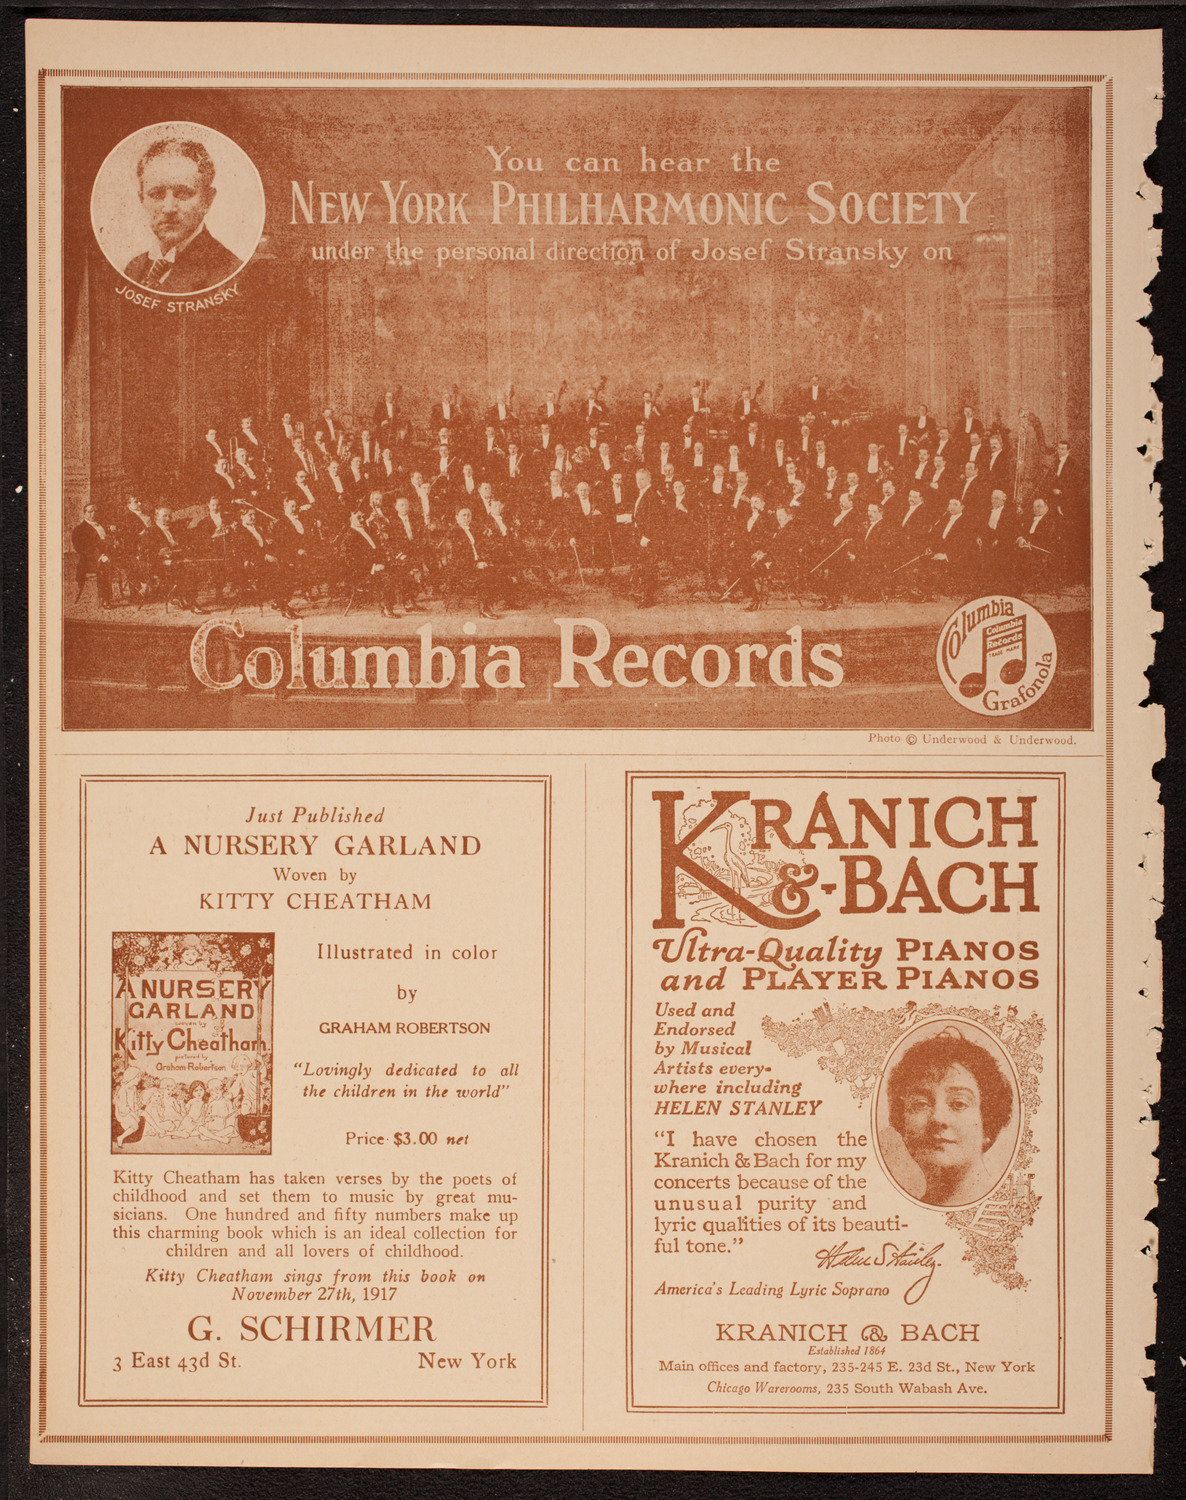 You can hear the
NEW YORK PHILHARMONIC SOCIETY
under the personal direction of Josef Stransky on
JOSEF STRANSKY
Columbia Records
Columbia
Columbia
Records
TRADE MARK
Grafonola
Photo © Underwood & Underwood.
Just Published
A NURSERY GARLAND
Woven by
KITTY CHEATHAM
A NURSERY
GARLAND
woven by
Kitty Cheatham
pictured by
Graham Robertson
Illustrated in color
by
GRAHAM ROBERTSON
"Lovingly dedicated to all
the children in the world"
Price $3.00 net
Kitty Cheatham has taken verses by the poets of
childhood and set them to music by great mu-
sicians. One hundred and fifty numbers make up
this charming book which is an ideal collection for
children and all lovers of childhood.
Kitty Cheatham sings from this book on
November 27th, 1917
G. SCHIRMER
3 East 43d St. New York
KRANICH
&-BACH
Ultra-Quality PIANOS
and PLAYER PIANOS
Used and
Endorsed
by Musical
Artists every-
where including
HELEN STANLEY
"I have chosen the
Kranich & Bach for my
concerts because of the
unusual purity and
lyric qualities of its beauti-
ful tone."
Helen Stanley.
America's Leading Lyric Soprano
KRANICH & BACH
Established 1864
Main offices and factory, 235-245 E. 23d St., New York
Chicago Warerooms, 235 South Wabash Ave.